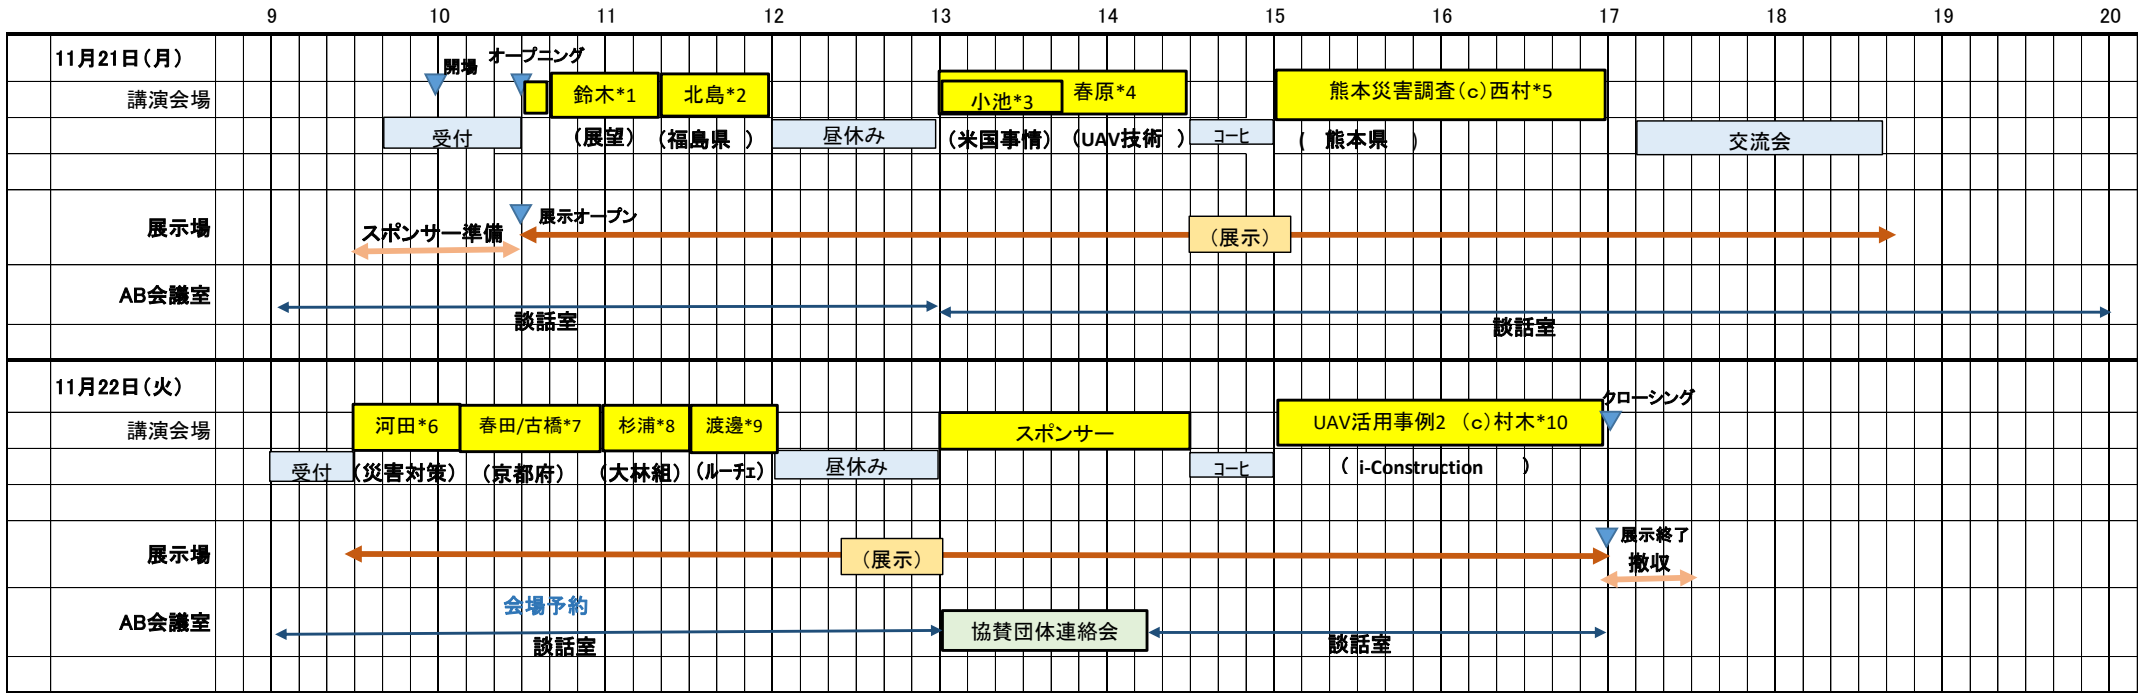 9 10 11 12 13 14 15 16 17 18 19 20
11月21日(月)
開場
オープニング
講演会場
鈴木*1
北島*2
小池*3
春原*4
熊本災害調査(c)西村*5
受付
(展望)
(福島県 )
昼休み
(米国事情)
(UAV技術 )
コーヒ
( 熊本県 )
交流会
展示場
スポンサー準備
展示オープン
(展示)
AB会議室
談話室
談話室
11月22日(火)
クローシング
講演会場
河田*6
春田/古橋*7
杉浦*8
渡邊*9
スポンサー
UAV活用事例2 (c)村木*10
受付
(災害対策)
(京都府)
(大林組)
(ルーチェ)
昼休み
コーヒ
( i-Construction )
展示場
(展示)
展示終了
撤収
AB会議室
会場予約
談話室
協賛団体連絡会
談話室